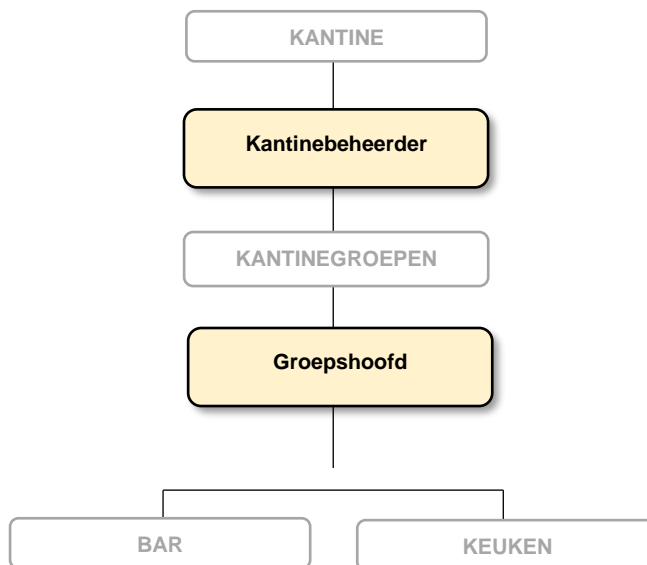 KANTINE
Kantinebeheerder
KANTINEGROEPEN
Groepshoofd
BAR
KEUKEN